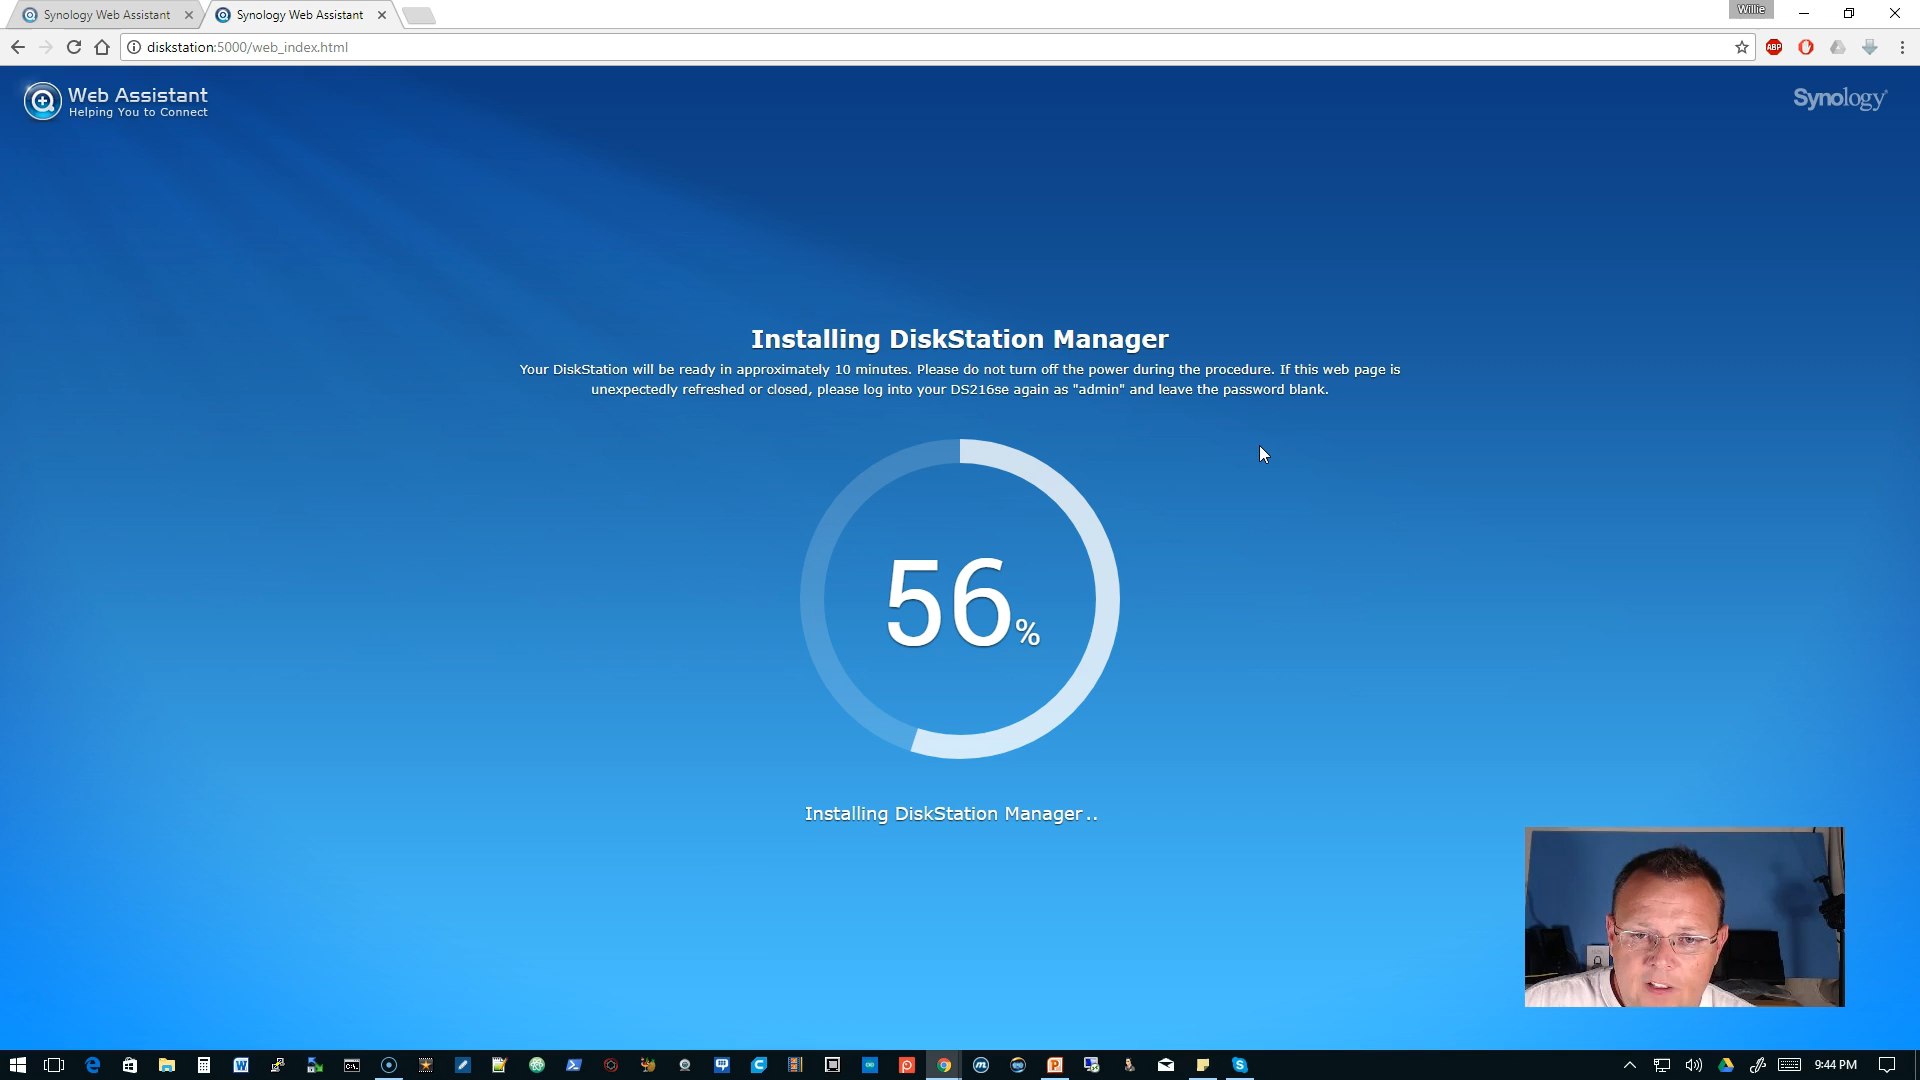 Synology Web Assistant
Synology Web Assistant
Willie
diskstation:5000/web_index.html
ABP
Web Assistant
Helping You to Connect
Synology
Installing DiskStation Manager
Your DiskStation will be ready in approximately 10 minutes. Please do not turn off the power during the procedure. If this web page is
unexpectedly refreshed or closed, please log into your DS216se again as "admin" and leave the password blank.
56%
Installing DiskStation Manager..
9:44 PM